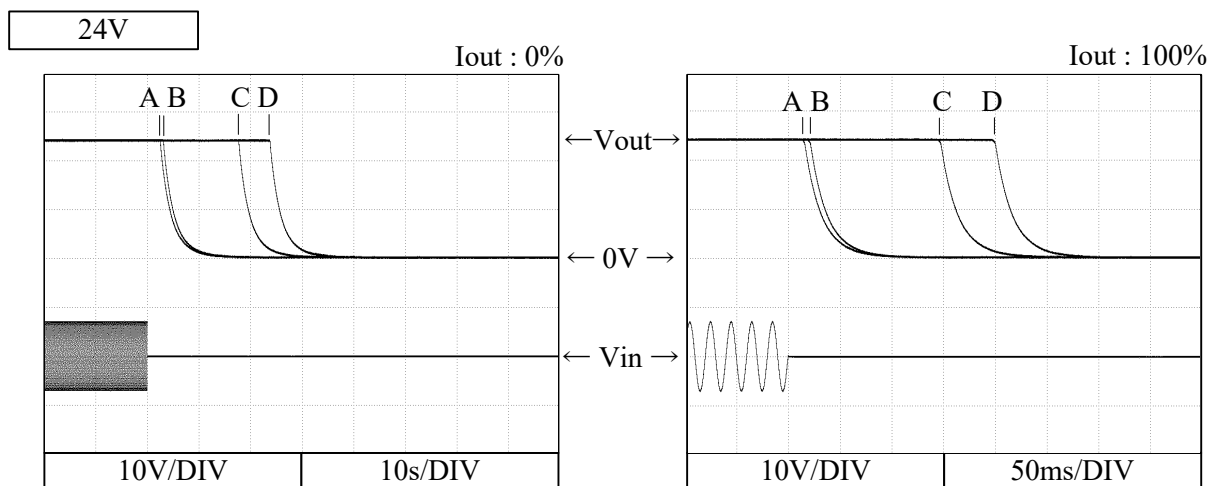 24V
Iout : 0%
Iout : 100%
A B C D
A B C D
←Vout→
← 0V →
← Vin →
10V/DIV 10s/DIV
10V/DIV 50ms/DIV